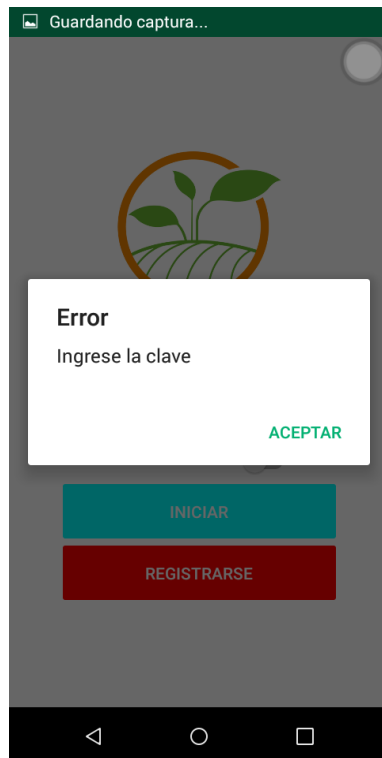 Guardando captura...
Error
Ingrese la clave
ACEPTAR
INICIAR
REGISTRARSE